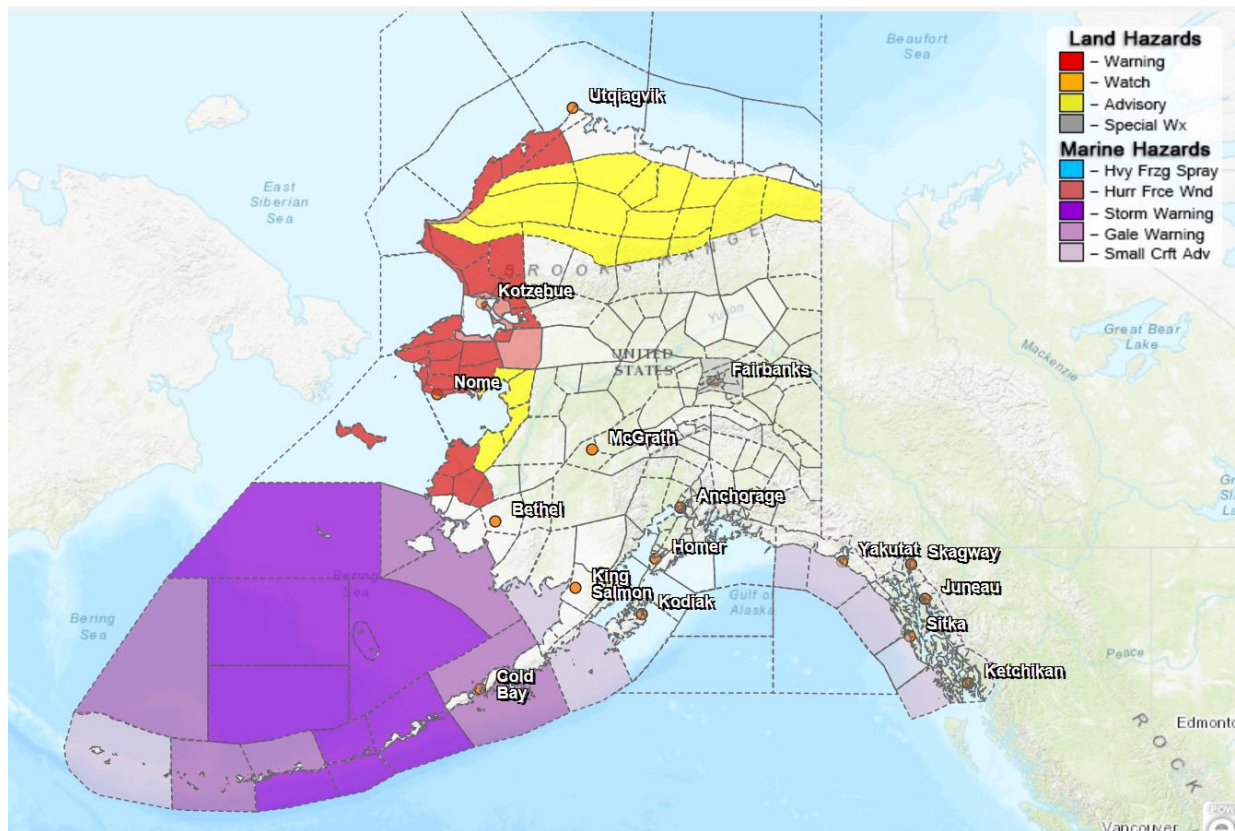 Land Hazards
– Warning
– Watch
– Advisory
– Special Wx
Marine Hazards
– Hvy Frzg Spray
– Hurr Frce Wnd
– Storm Warning
– Gale Warning
– Small Crft Adv
Beaufort
Sea
Utqiagvik
East
Siberian
Sea
BROOKS RANGE
Kotzebue
Yukon
Great Bear
Lake
Mackenzie
UNITED
STATES
Fairbanks
Nome
McGrath
Anchorage
Bethel
Homer
Yakutat
Skagway
King
Salmon
Kodiak
Juneau
Gulf of
Alaska
Bering
Sea
Bering
Sea
Sitka
Peace
Ketchikan
Cold
Bay
ROCK
Edmonto
Vancouver
POW